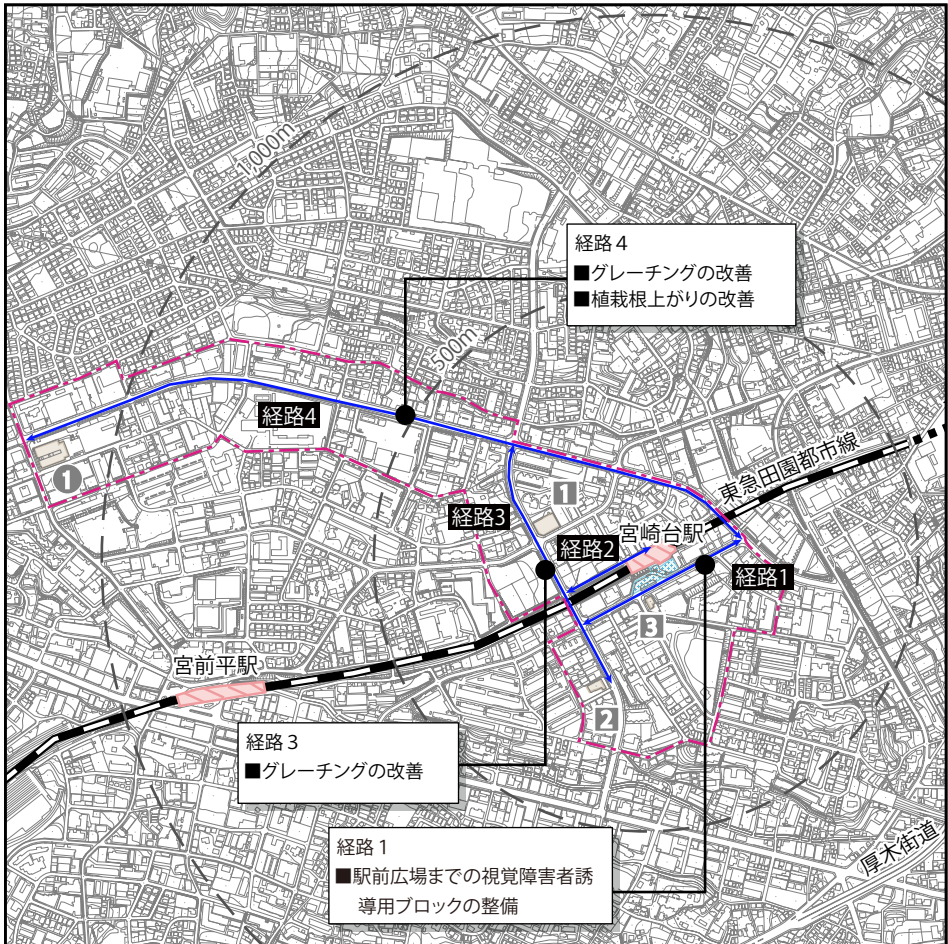 1,000m
経路４
■グレーチングの改善
■植栽根上がりの改善
500m
経路4
東急田園都市線
1
1
経路3
宮崎台駅
経路2
経路1
3
宮前平駅
2
経路３
■グレーチングの改善
経路１
■駅前広場までの視覚障害者誘
導用ブロックの整備
厚木街道